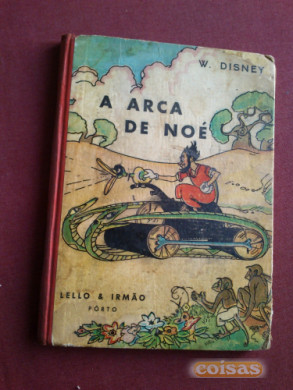 W. DISNEY
A ARCA
DE NOÉ
LELLO & IRMÃO
PÔRTO
coisas